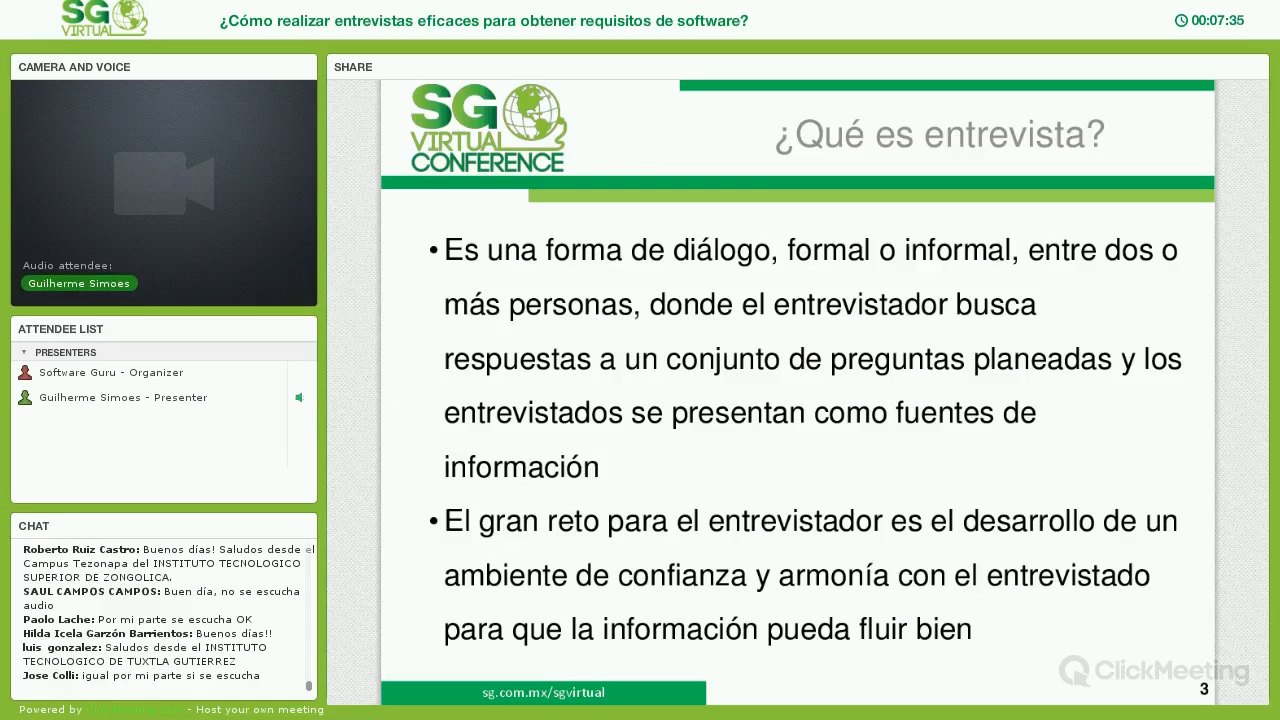 SG
VIRTUAL
¿Cómo realizar entrevistas eficaces para obtener requisitos de software?
00:07:35
CAMERA AND VOICE
Audio attendee:
Guilherme Simoes
ATTENDEE LIST
PRESENTERS
Software Guru - Organizer
Guilherme Simoes - Presenter
CHAT
Roberto Ruiz Castro: Buenos días! Saludos desde el
Campus Tezonapa del INSTITUTO TECNOLOGICO
SUPERIOR DE ZONGOLICA.
SAUL CAMPOS CAMPOS: Buen día, no se escucha
audio
Paolo Lache: Por mi parte se escucha OK
Hilda Icela Garzón Barrientos: Buenos días!!
luis gonzalez: Saludos desde el INSTITUTO
TECNOLOGICO DE TUXTLA GUTIERREZ
Jose Colli: igual por mi parte si se escucha
Powered by ClickMeeting.com - Host your own meeting
SHARE
SG
VIRTUAL
CONFERENCE
¿Qué es entrevista?
• Es una forma de diálogo, formal o informal, entre dos o
más personas, donde el entrevistador busca
respuestas a un conjunto de preguntas planeadas y los
entrevistados se presentan como fuentes de
información
• El gran reto para el entrevistador es el desarrollo de un
ambiente de confianza y armonía con el entrevistado
para que la información pueda fluir bien
ClickMeeting
sg.com.mx/sgvirtual
3